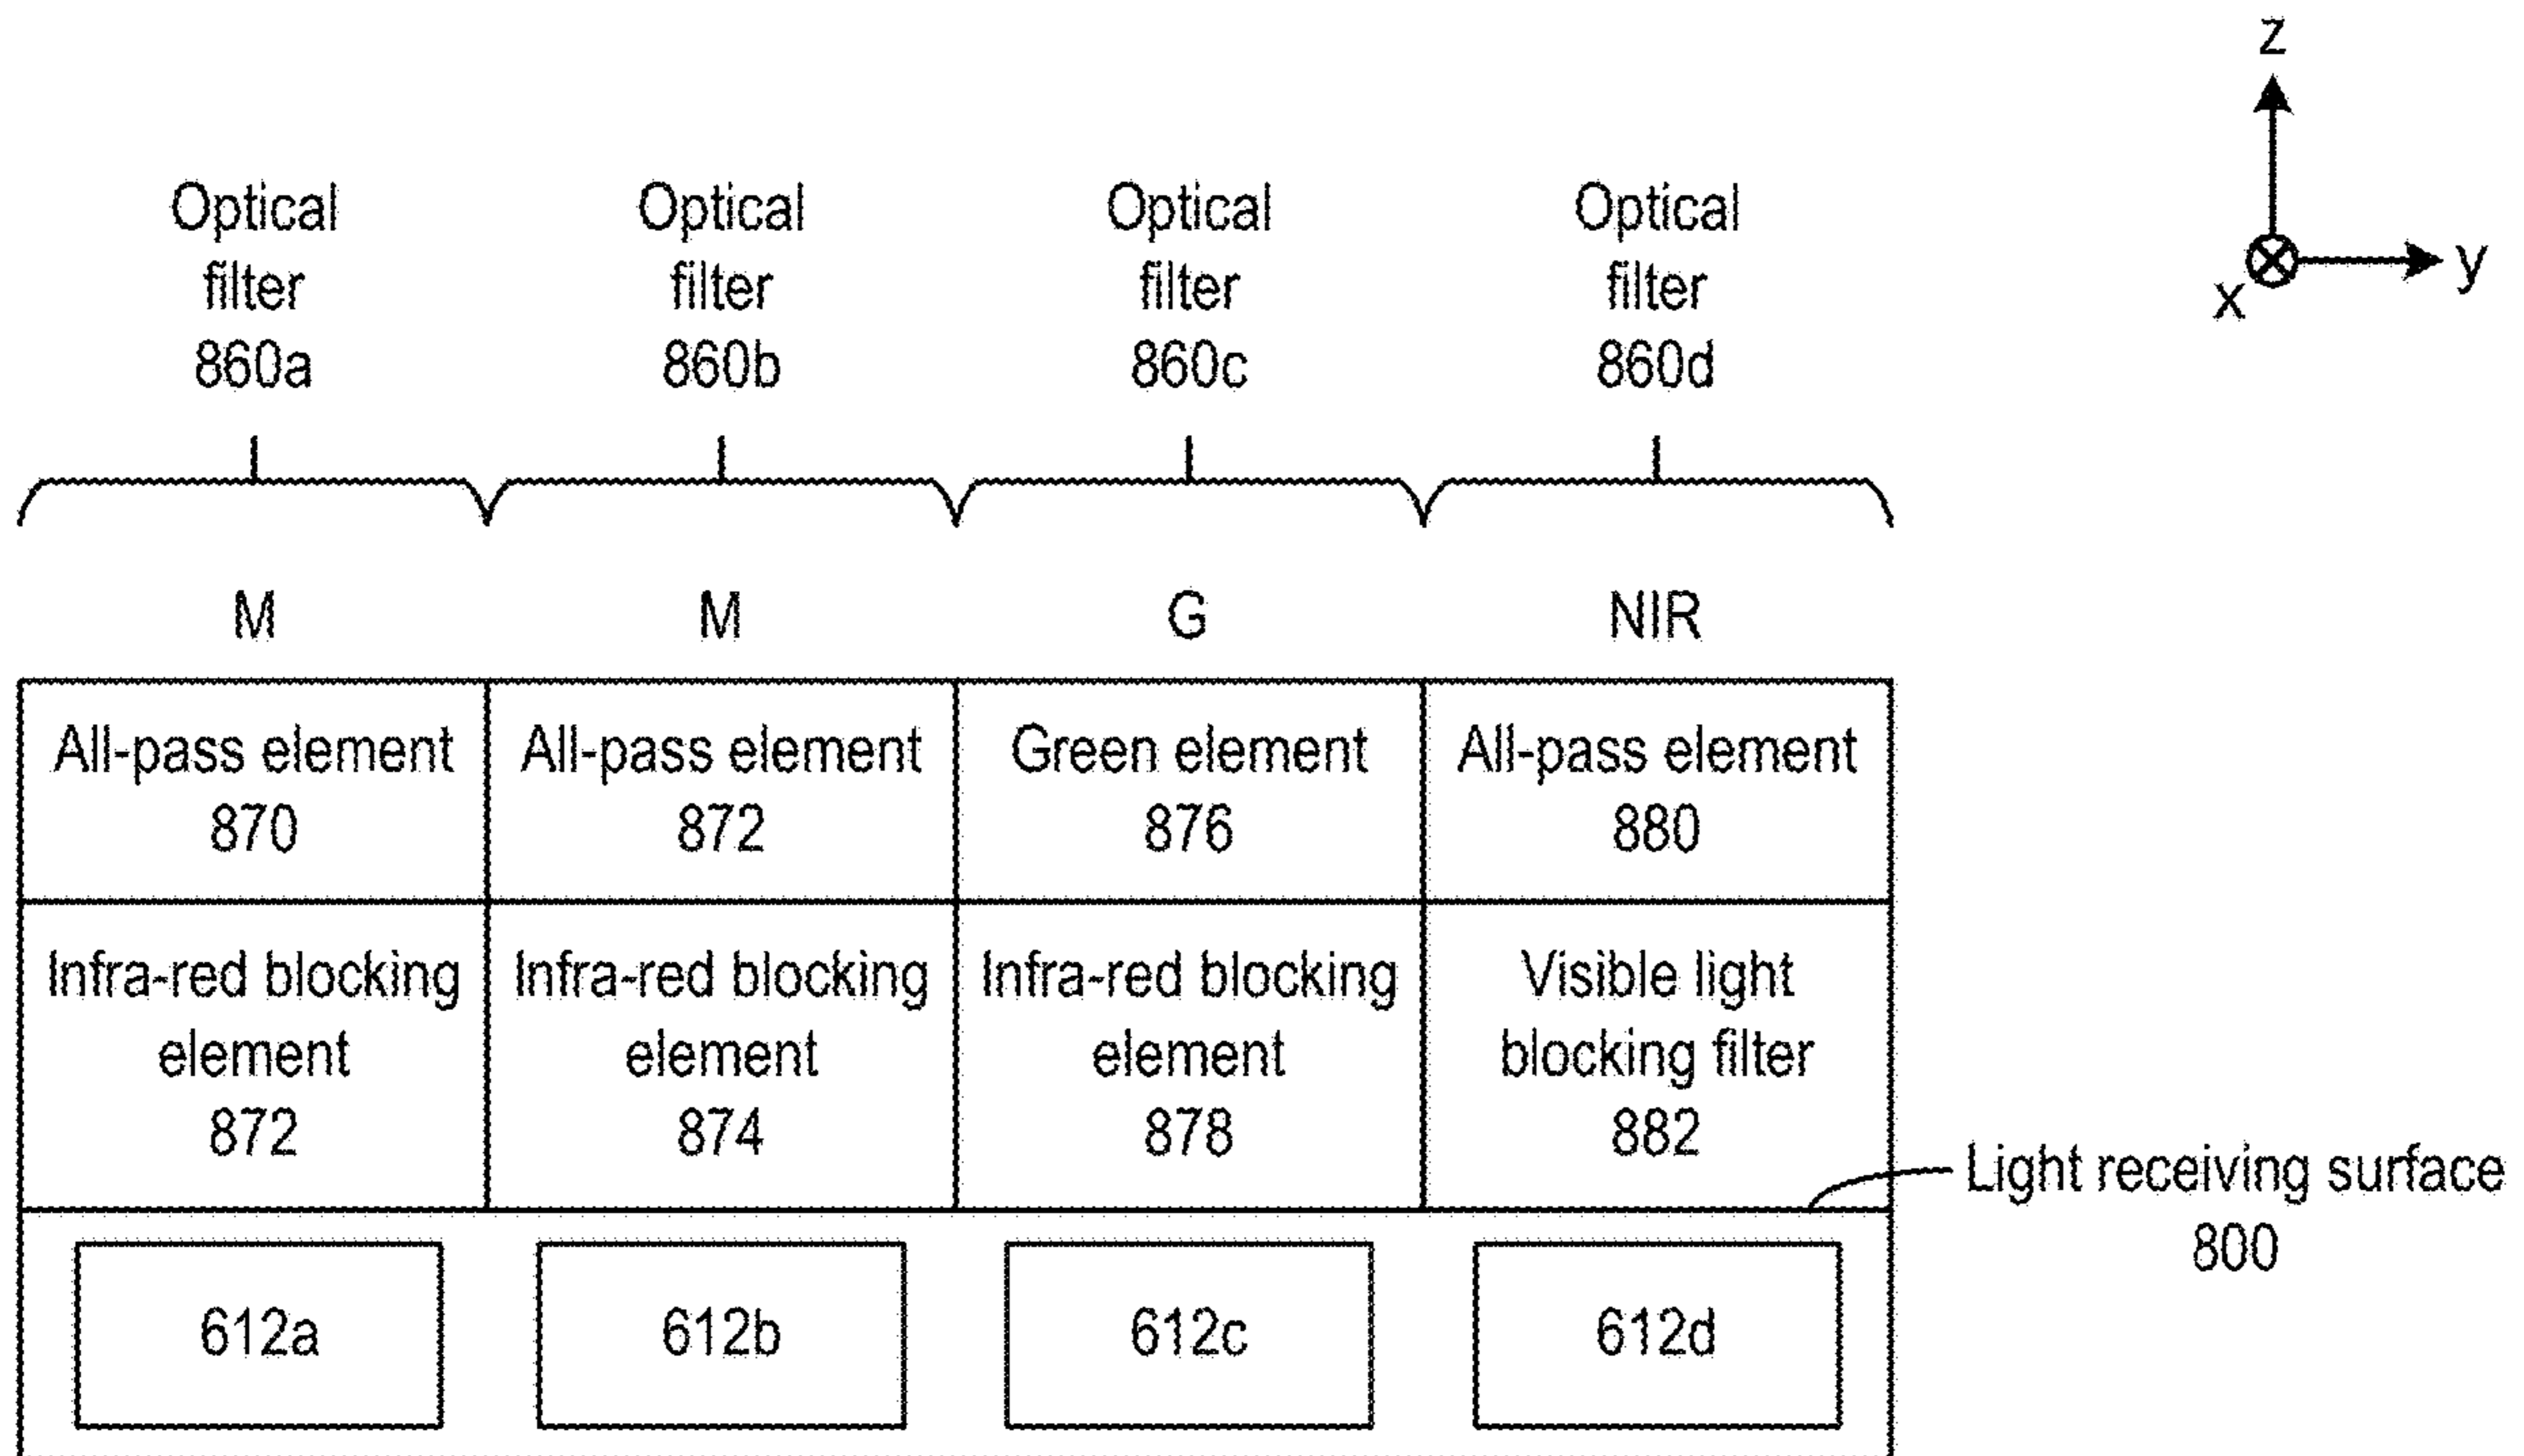 z
y
x
Optical
filter
860a
Optical
filter
860b
Optical
filter
860c
Optical
filter
860d
M
M
G
NIR
All-pass element
870
All-pass element
872
Green element
876
All-pass element
880
Infra-red blocking
element
872
Infra-red blocking
element
874
Infra-red blocking
element
878
Visible light
blocking filter
882
Light receiving surface
800
612a
612b
612c
612d